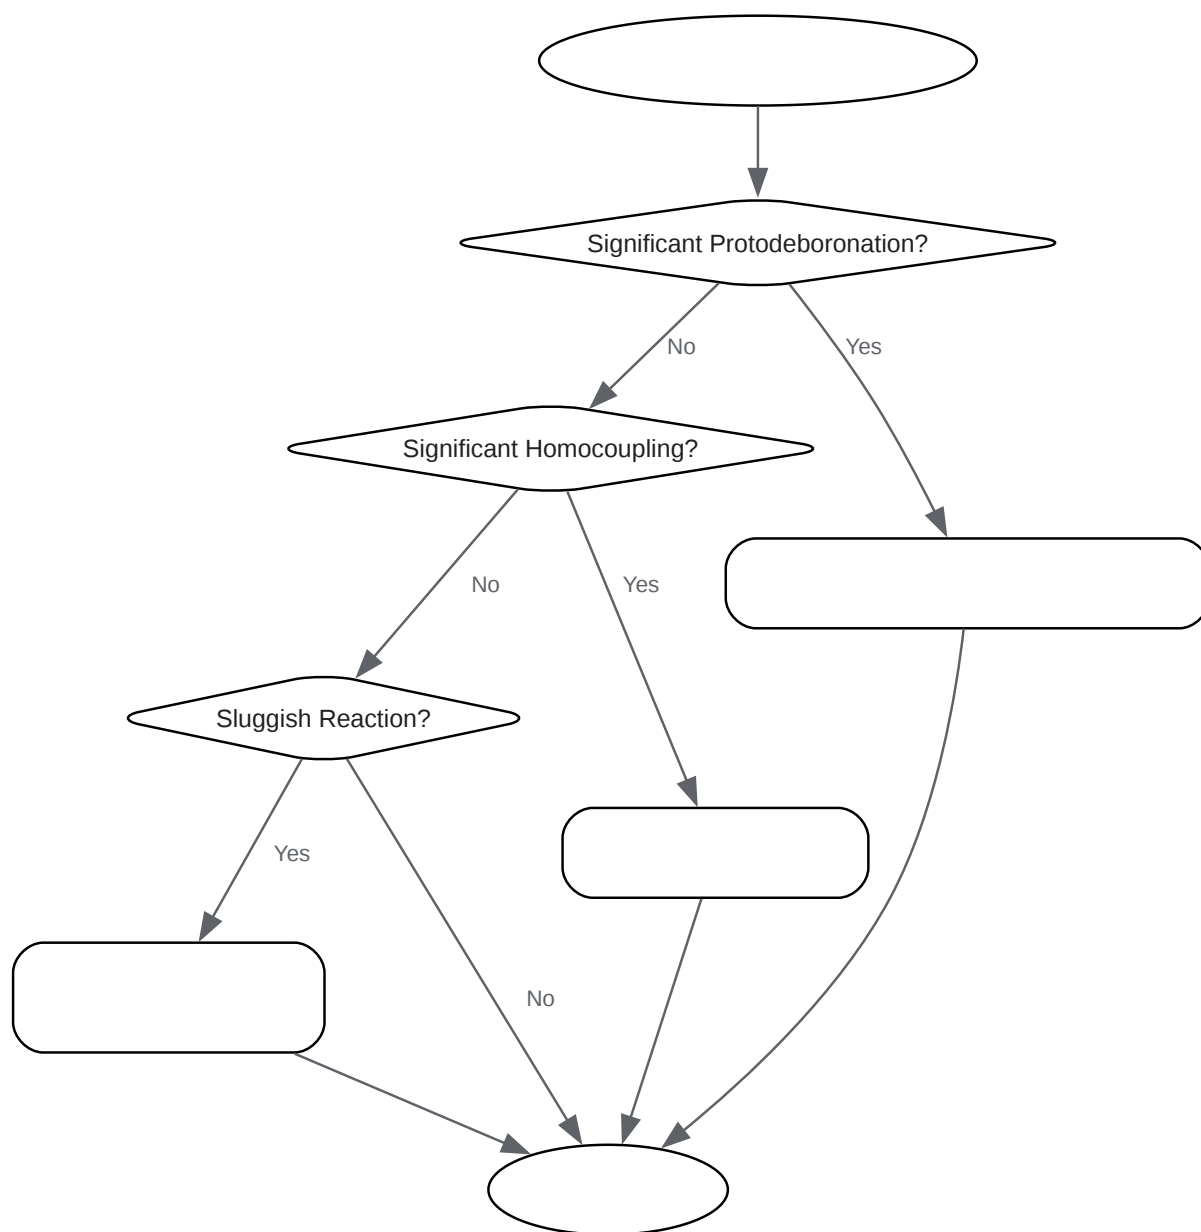 Significant Protodeboronation?
No
Yes
Significant Homocoupling?
No
Yes
Sluggish Reaction?
Yes
No